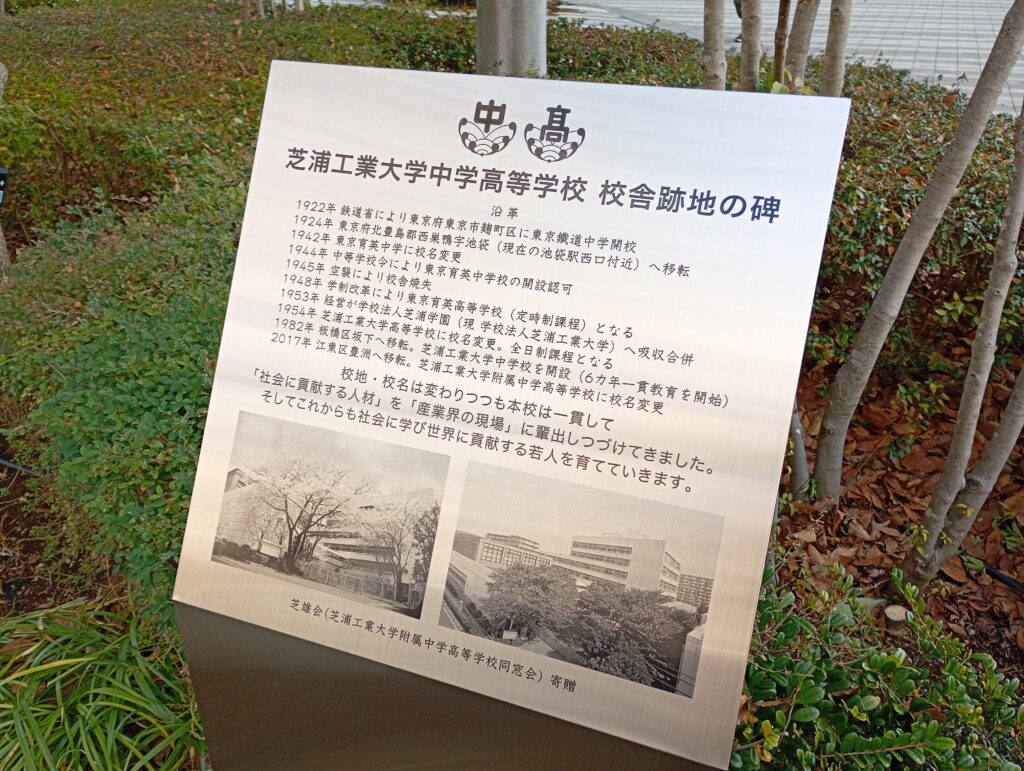 中 高
芝浦工業大学中学高等学校 校舎跡地の碑
沿革
1922年 鉄道省により東京府東京市麹町区に東京鐵道中学開校
1924年 東京府北豊島郡西巣鴨字池袋（現在の池袋駅西口付近）へ移転
1942年 東京育英中学に校名変更
1944年 中等学校令により東京育英中学校の開設認可
1945年 空襲により校舎焼失
1948年 学制改革により東京育英高等学校（定時制課程）となる
1953年 経営が学校法人芝浦学園（現 学校法人芝浦工業大学）へ吸収合併
1954年 芝浦工業大学高等学校に校名変更。全日制課程となる
1982年 板橋区坂下へ移転。芝浦工業大学中学校を開設（6カ年一貫教育を開始）
2017年 江東区豊洲へ移転。芝浦工業大学附属中学高等学校に校名変更
校地・校名は変わりつつも本校は一貫して
「社会に貢献する人材」を「産業界の現場」に輩出しつづけてきました。
そしてこれからも社会に学び世界に貢献する若人を育てていきます。
芝雄会(芝浦工業大学附属中学高等学校同窓会）寄贈